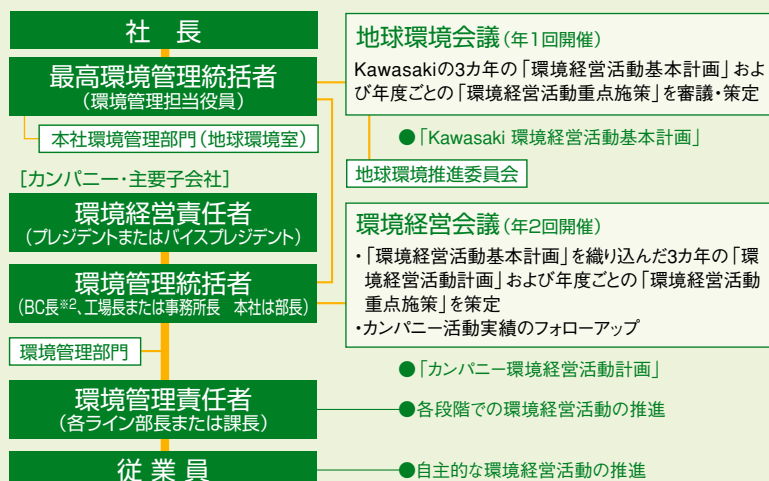 社 長
最高環境管理統括者
(環境管理担当役員)
本社環境管理部門(地球環境室)
[カンパニー・主要子会社]
環境経営責任者
(プレジデントまたはバイスプレジデント)
環境管理統括者
(BC長※2、工場長または事務所長 本社は部長)
環境管理部門
環境管理責任者
(各ライン部長または課長)
従 業 員
地球環境会議(年1回開催)
Kawasakiの3カ年の「環境経営活動基本計画」およ
び年度ごとの「環境経営活動重点施策」を審議・策定
●「Kawasaki 環境経営活動基本計画」
地球環境推進委員会
環境経営会議(年2回開催)
・「環境経営活動基本計画」を織り込んだ3カ年の「環
境経営活動計画」および年度ごとの「環境経営活動
重点施策」を策定
・カンパニー活動実績のフォローアップ
●「カンパニー環境経営活動計画」
●各段階での環境経営活動の推進
●自主的な環境経営活動の推進